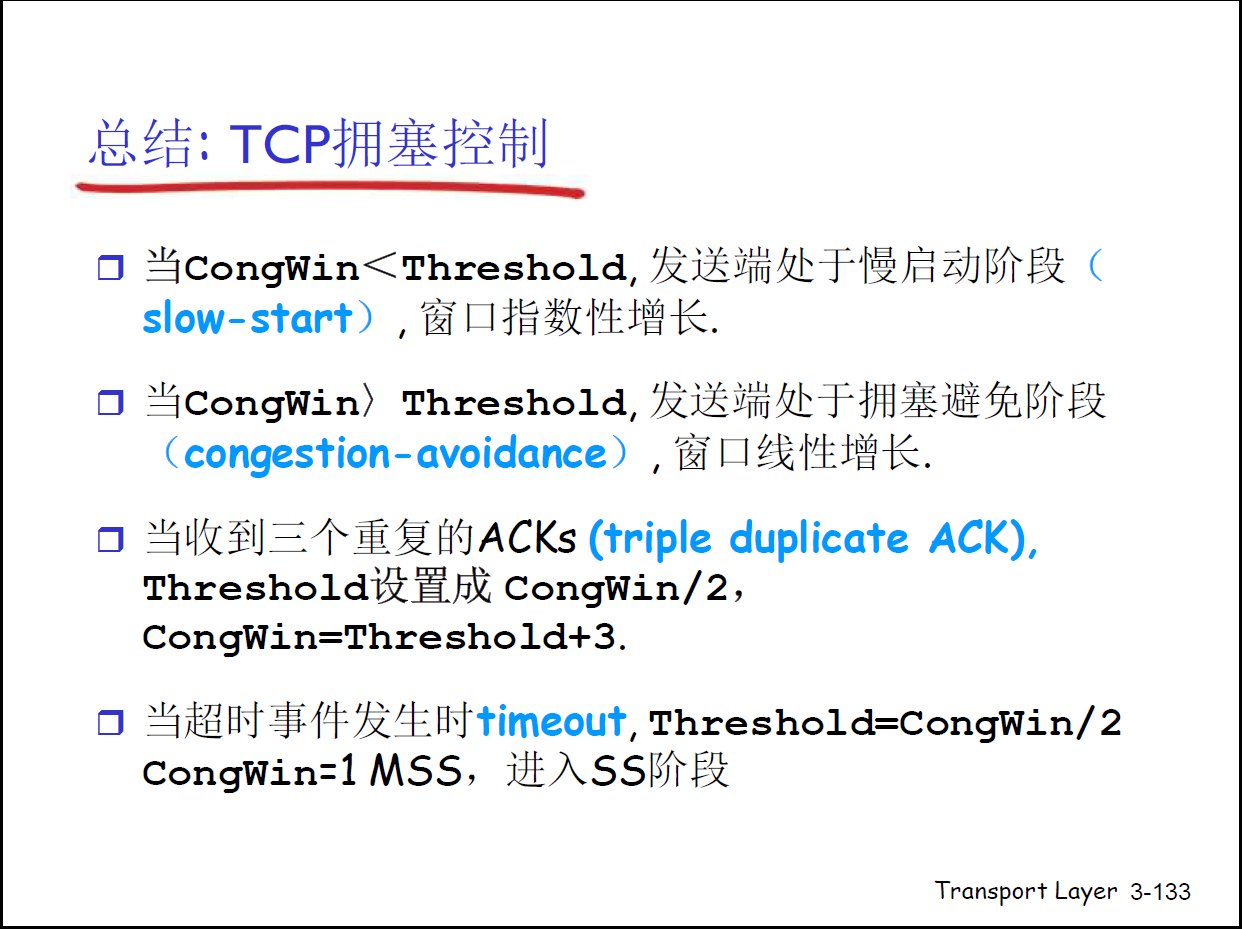 总结: TCP拥塞控制
当CongWin＜Threshold, 发送端处于慢启动阶段（
slow-start）, 窗口指数性增长.
当CongWin〉Threshold, 发送端处于拥塞避免阶段
（congestion-avoidance）, 窗口线性增长.
当收到三个重复的ACKs (triple duplicate ACK),
Threshold设置成 CongWin/2，
CongWin=Threshold+3.
当超时事件发生时timeout, Threshold=CongWin/2
CongWin=1 MSS，进入SS阶段
Transport Layer 3-133